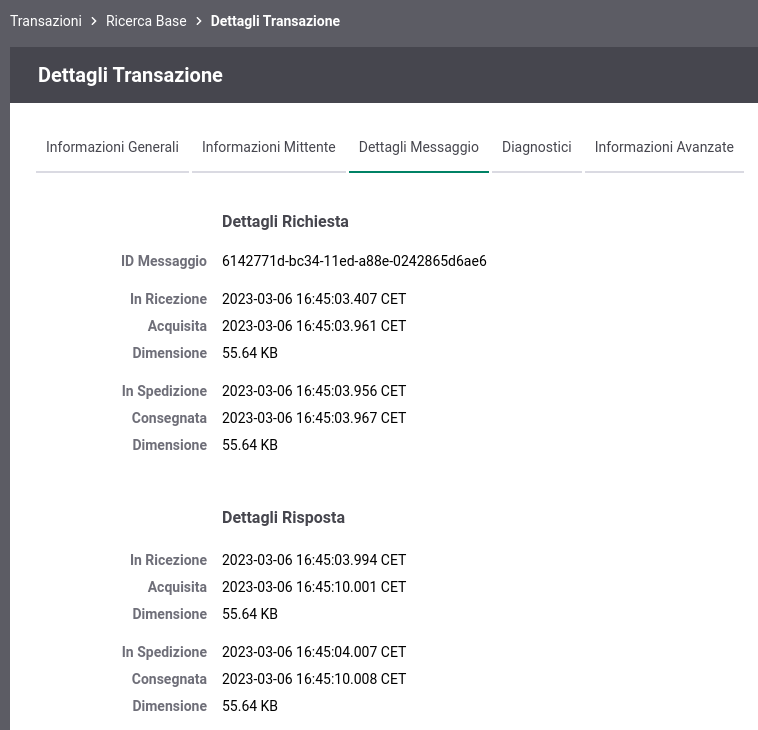 Transazioni > Ricerca Base > Dettagli Transazione
Dettagli Transazione
Informazioni Generali Informazioni Mittente Dettagli Messaggio Diagnostici Informazioni Avanzate
Dettagli Richiesta
ID Messaggio 6142771d-bc34-11ed-a88e-0242865d6ae6
In Ricezione 2023-03-06 16:45:03.407 CET
Acquisita 2023-03-06 16:45:03.961 CET
Dimensione 55.64 KB
In Spedizione 2023-03-06 16:45:03.956 CET
Consegnata 2023-03-06 16:45:03.967 CET
Dimensione 55.64 KB
Dettagli Risposta
In Ricezione 2023-03-06 16:45:03.994 CET
Acquisita 2023-03-06 16:45:10.001 CET
Dimensione 55.64 KB
In Spedizione 2023-03-06 16:45:04.007 CET
Consegnata 2023-03-06 16:45:10.008 CET
Dimensione 55.64 KB